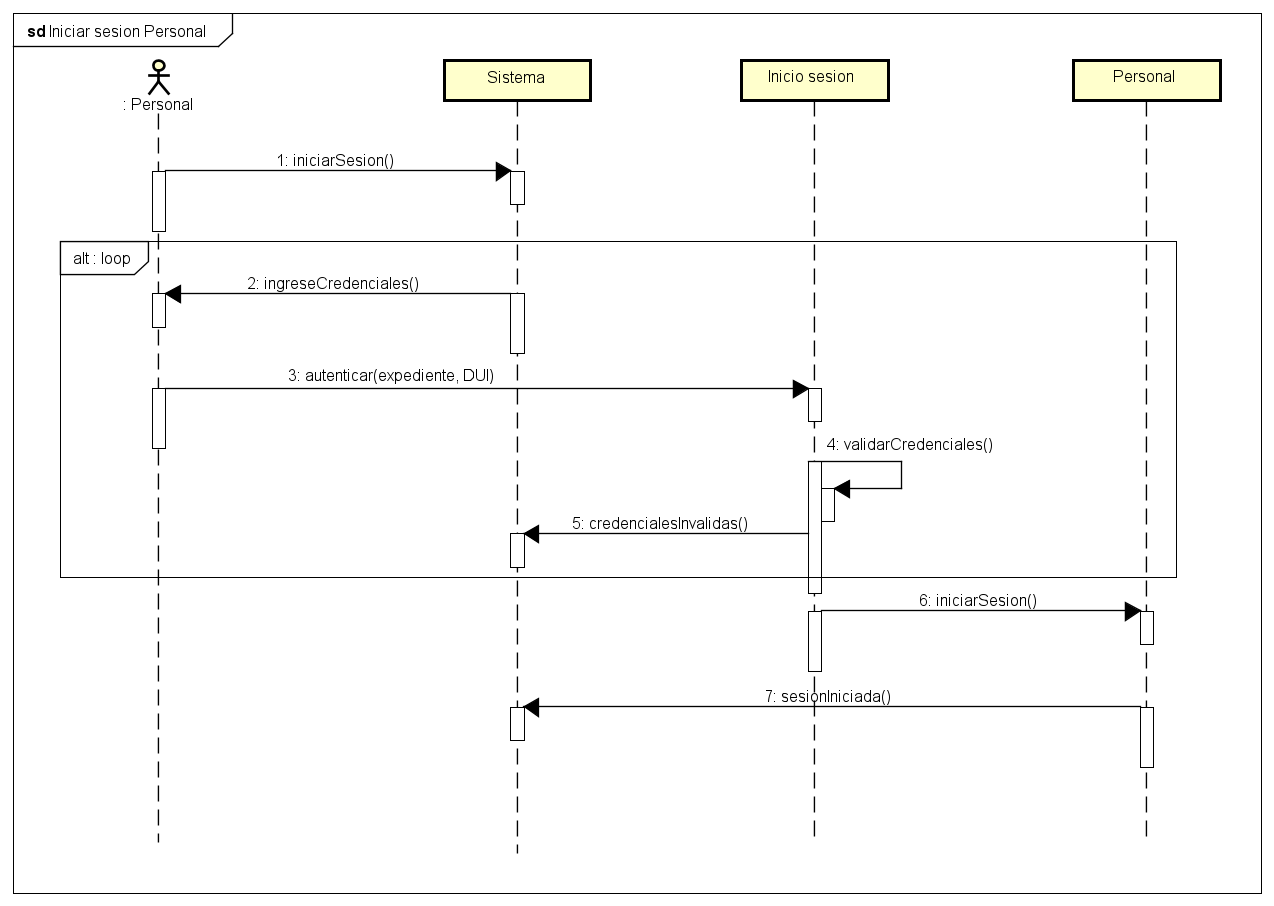 sd Iniciar sesion Personal
: Personal
Sistema
Inicio sesion
Personal
1: iniciarSesion()
alt : loop
2: ingreseCredenciales()
3: autenticar(expediente, DUI)
4: validarCredenciales()
5: credencialesInvalidas()
6: iniciarSesion()
7: sesionIniciada()